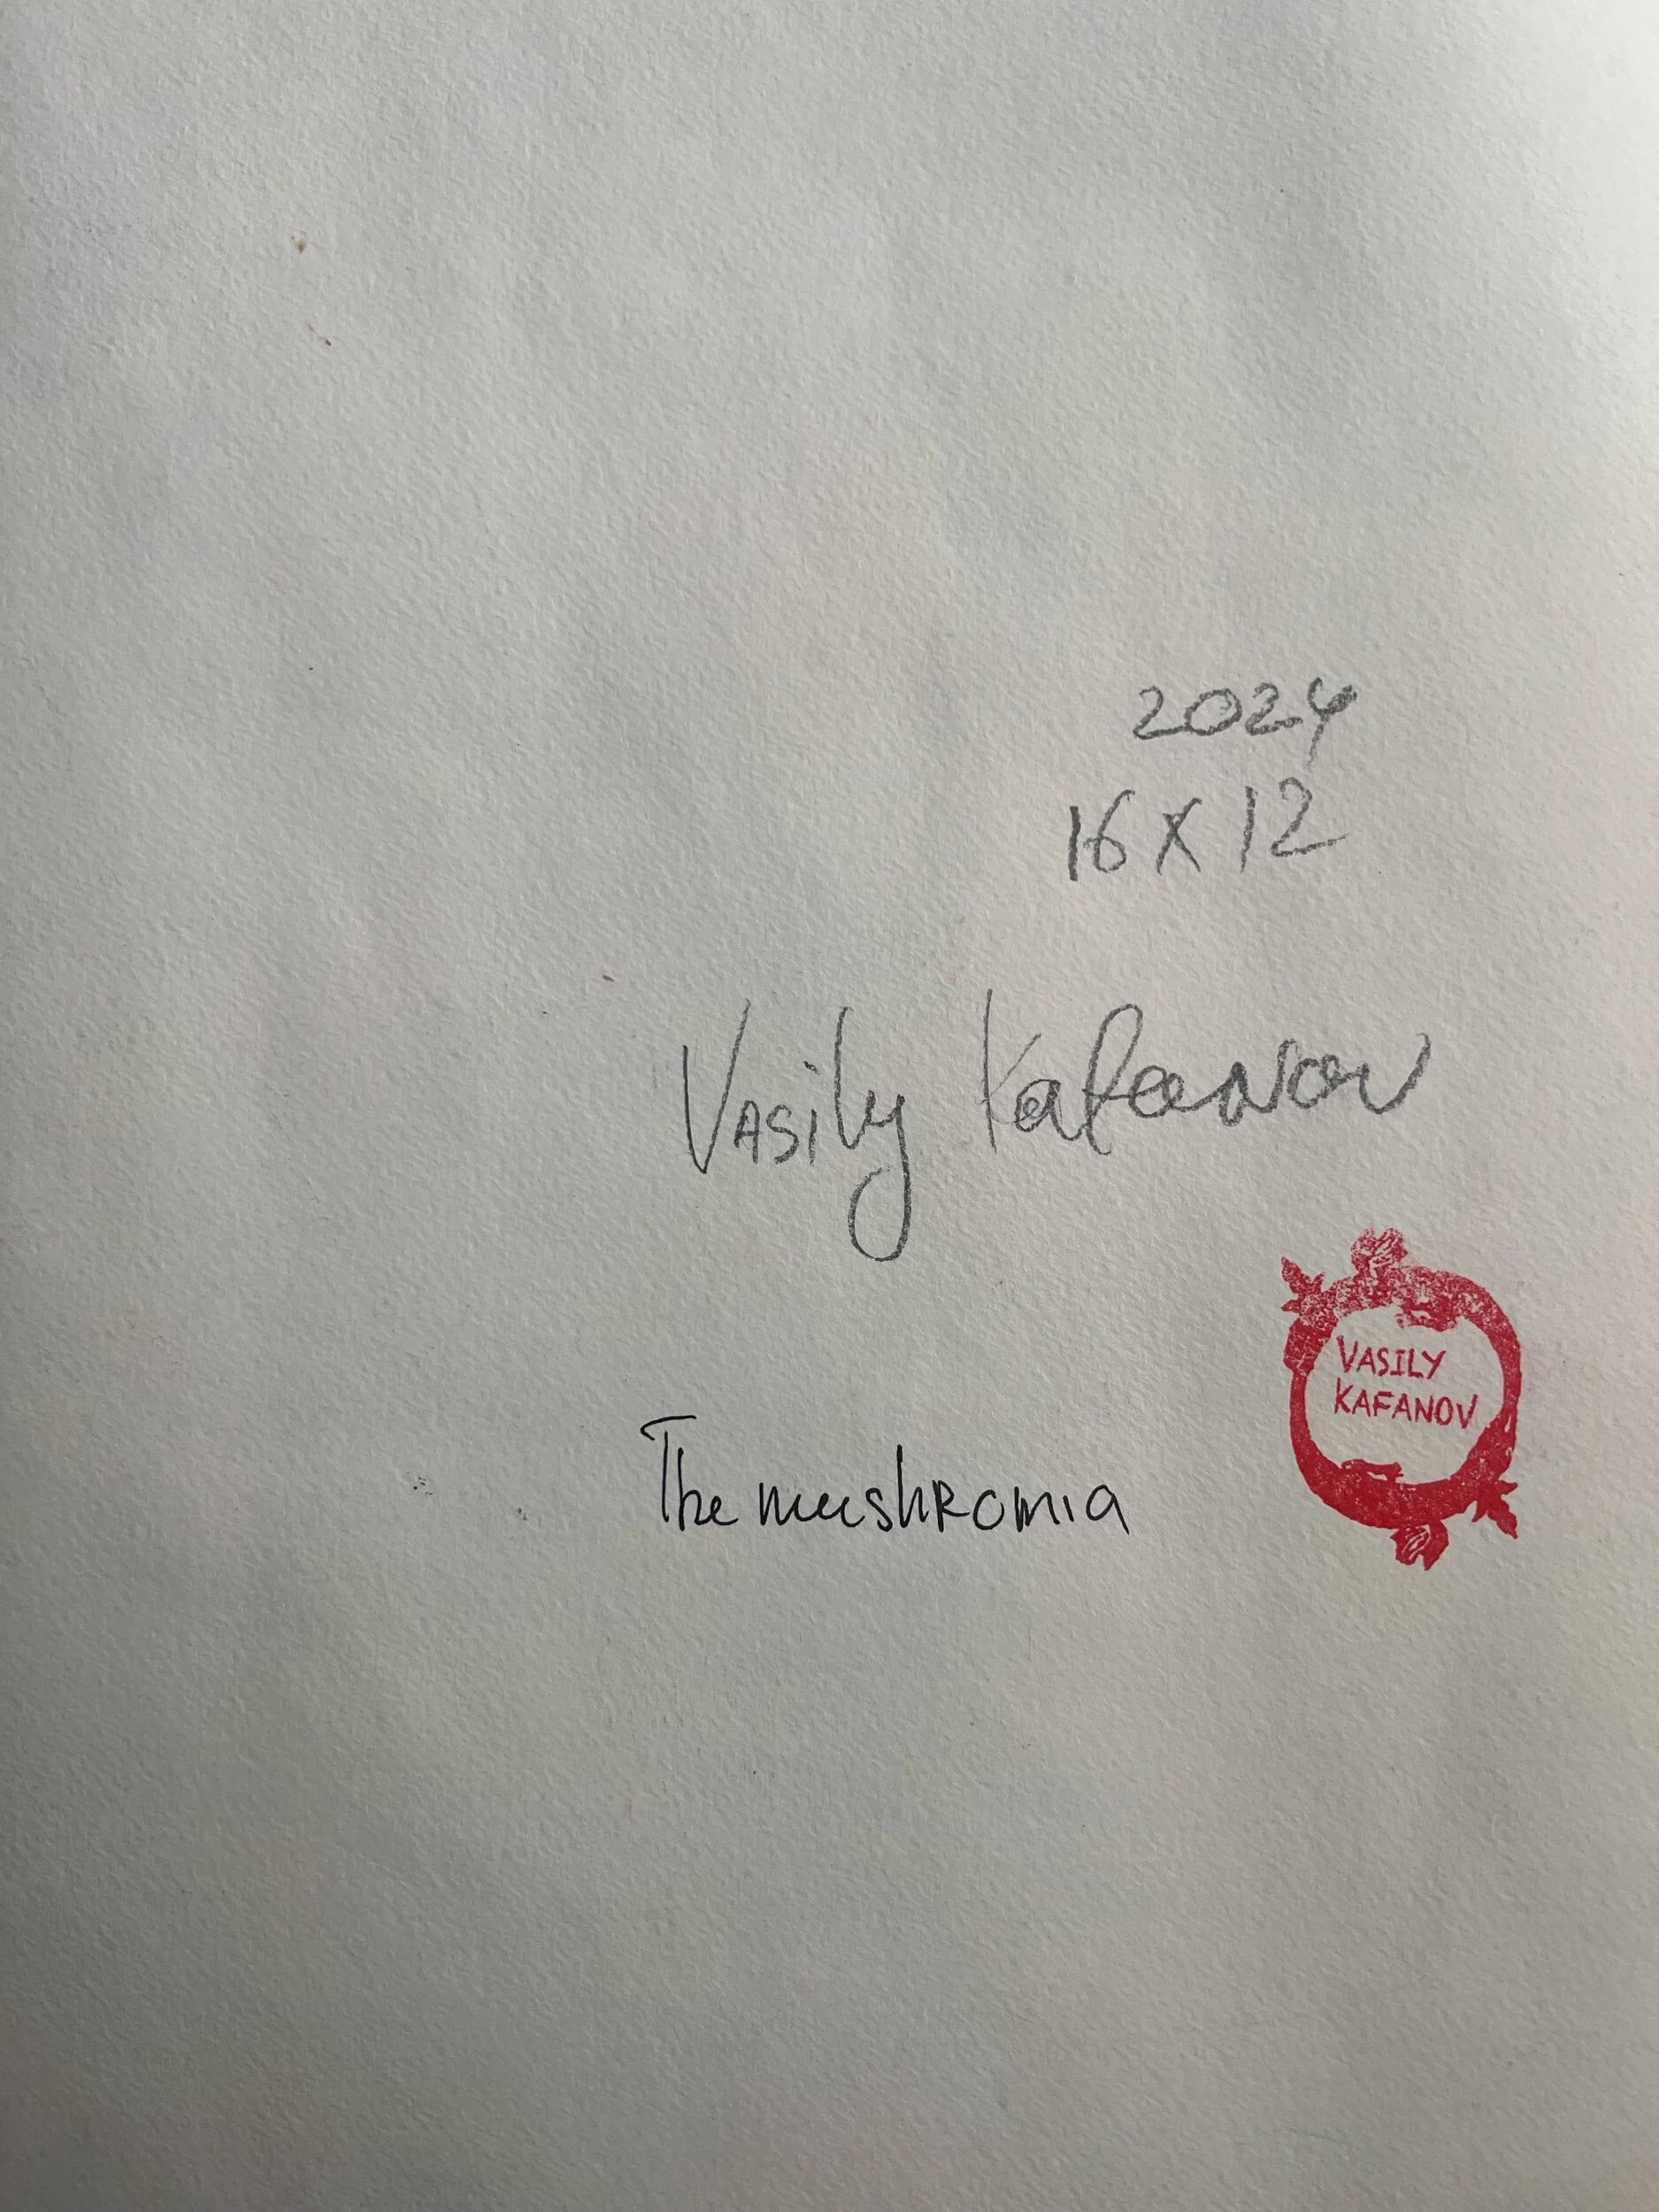 2024
16 X 12
Vasily Kafanov
VASILY
KAFANOV
The mushromia